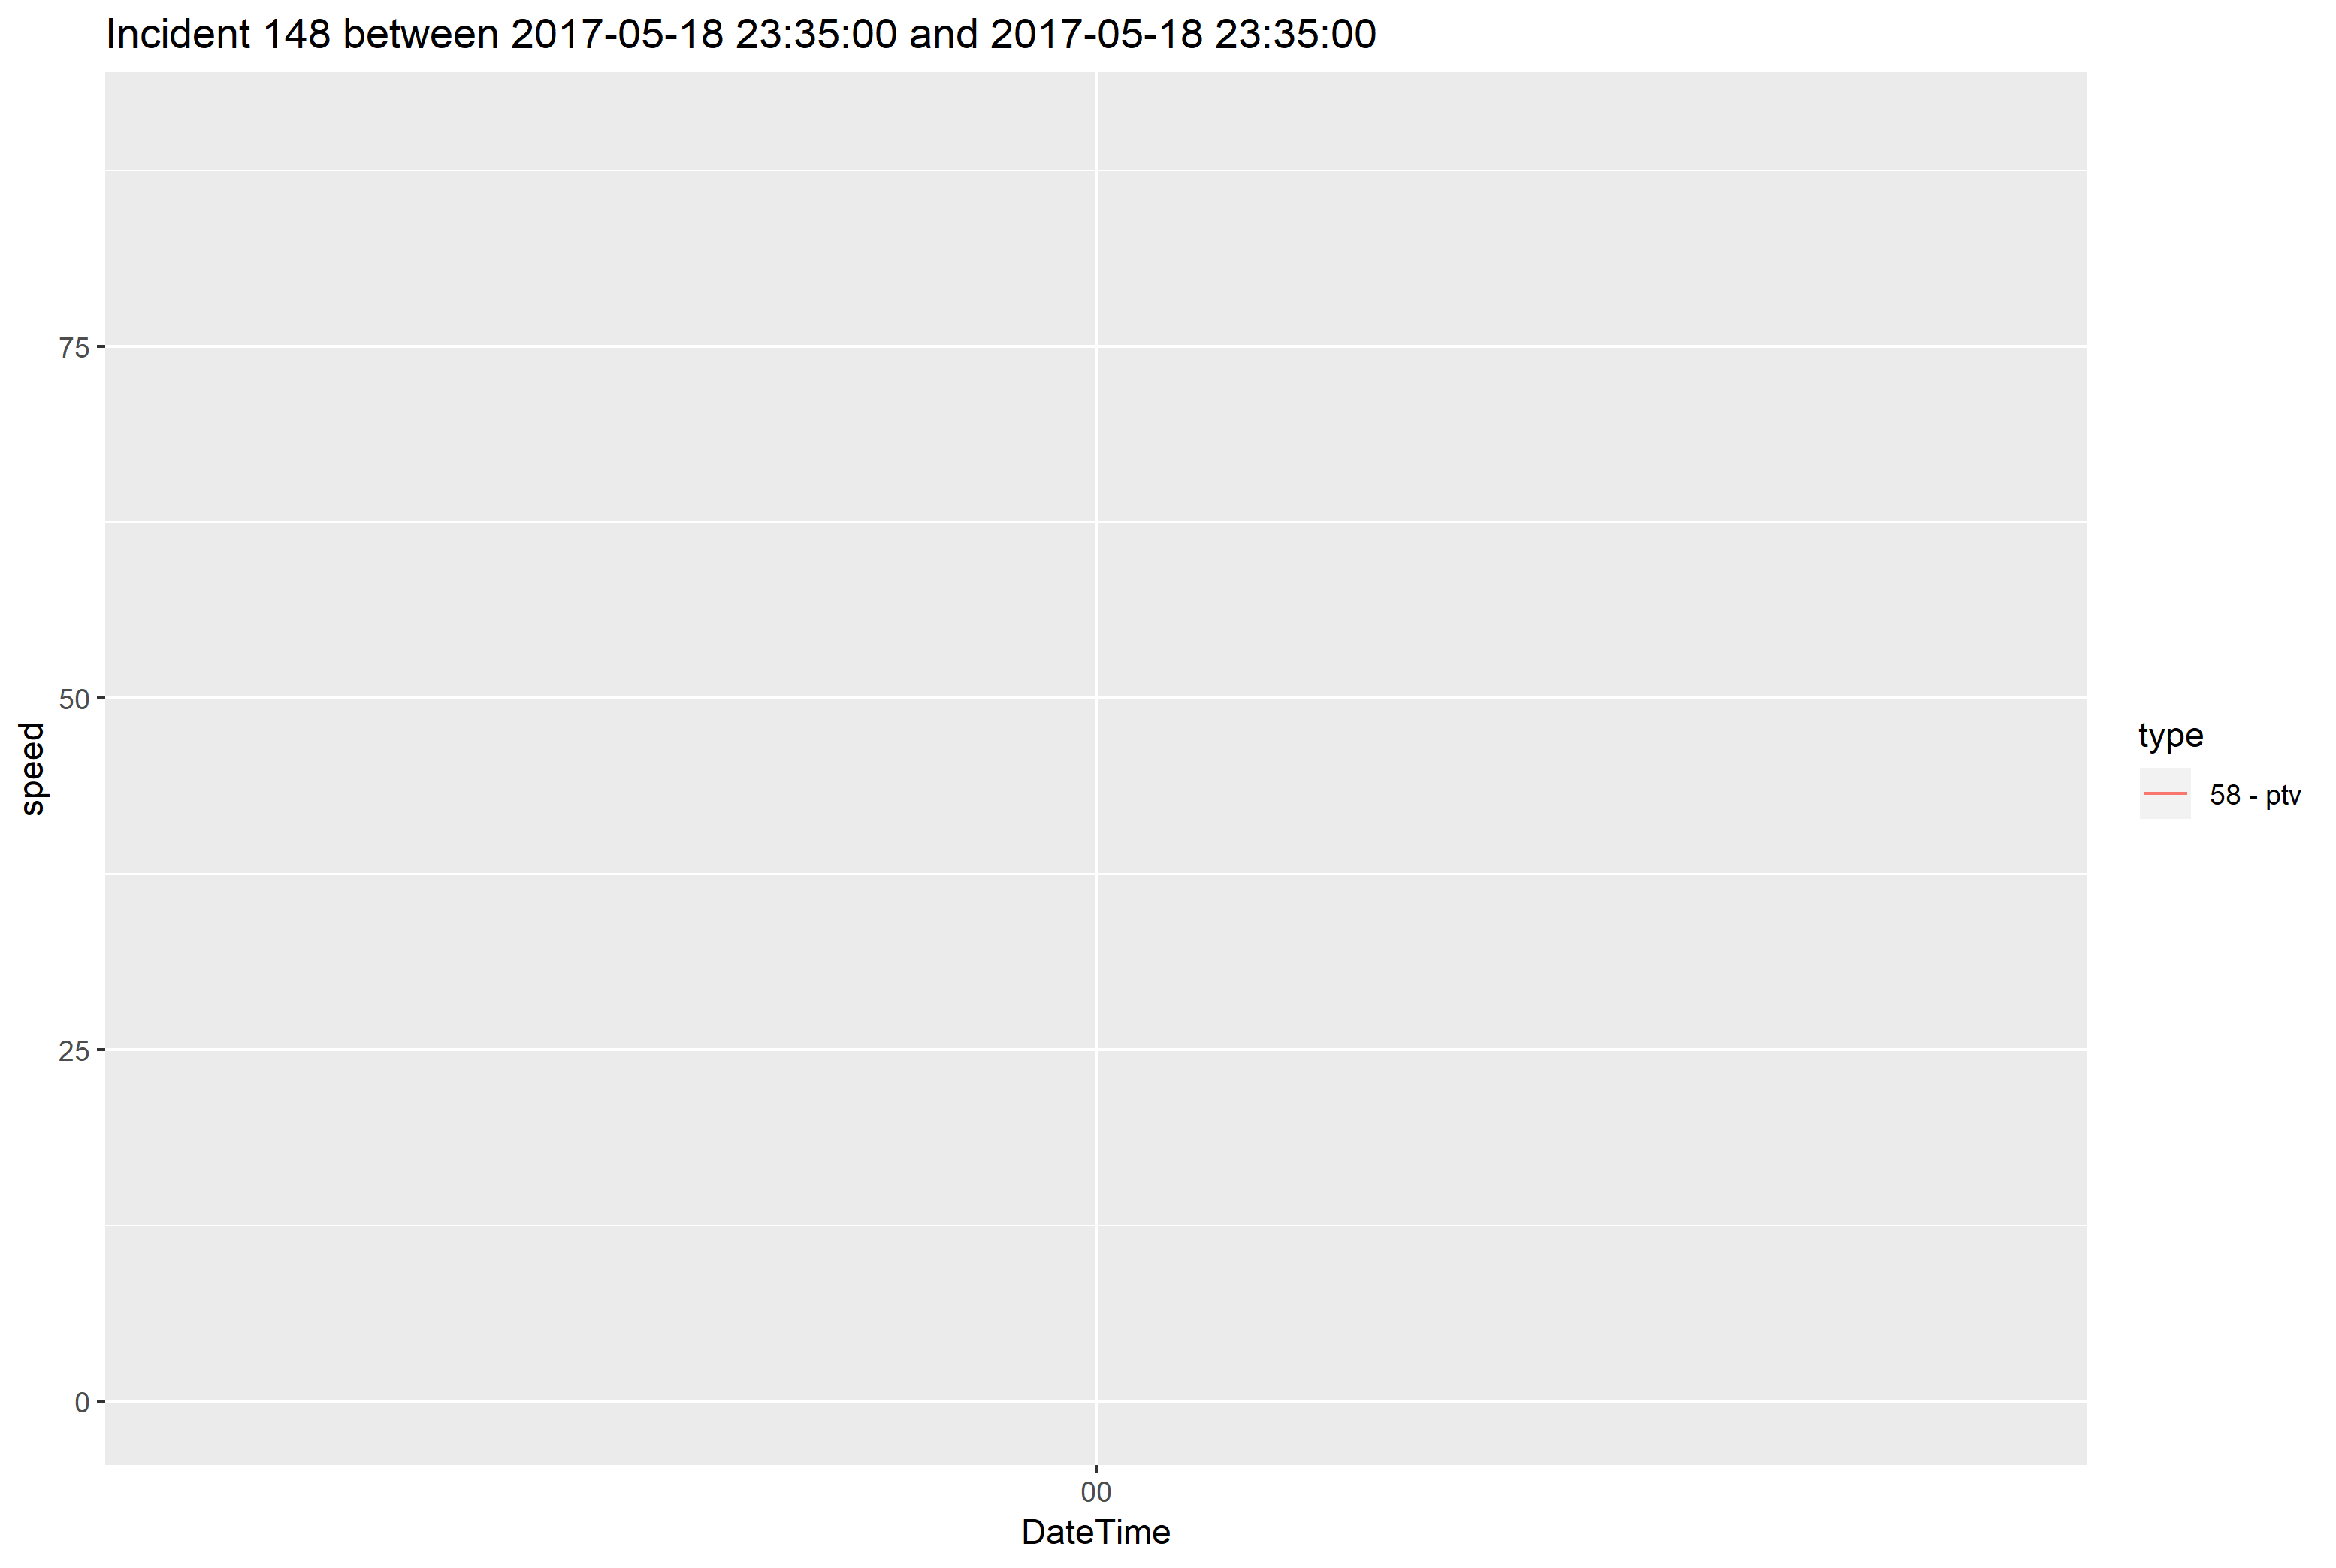 Incident 148 between 2017-05-18 23:35:00 and 2017-05-18 23:35:00
75
50
25
0
speed
00
DateTime
type
58 - ptv